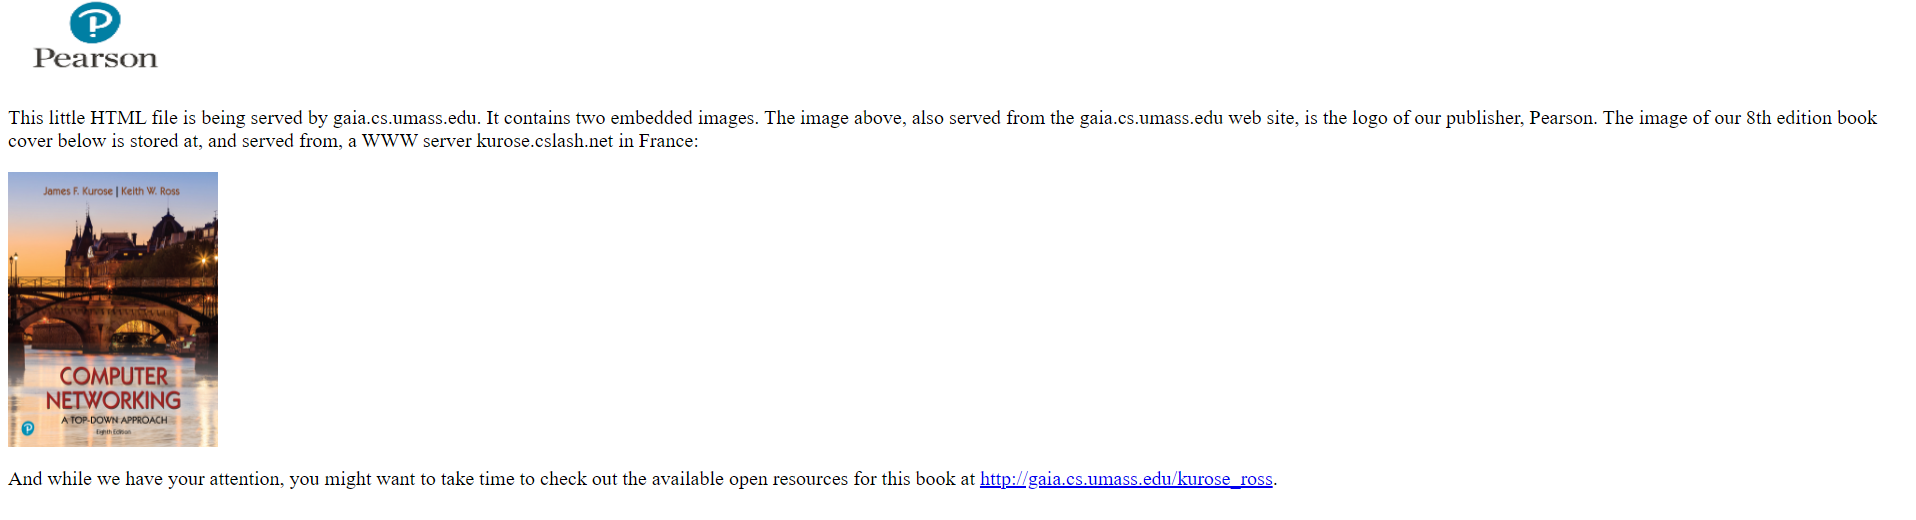 Pearson
This little HTML file is being served by gaia.cs.umass.edu. It contains two embedded images. The image above, also served from the gaia.cs.umass.edu web site, is the logo of our publisher, Pearson. The image of our 8th edition book
cover below is stored at, and served from, a WWW server kurose.cslash.net in France:
James F. Kurose | Keith W. Ross
COMPUTER
NETWORKING
A TOP-DOWN APPROACH
Eighth Edition
And while we have your attention, you might want to take time to check out the available open resources for this book at http://gaia.cs.umass.edu/kurose_ross.